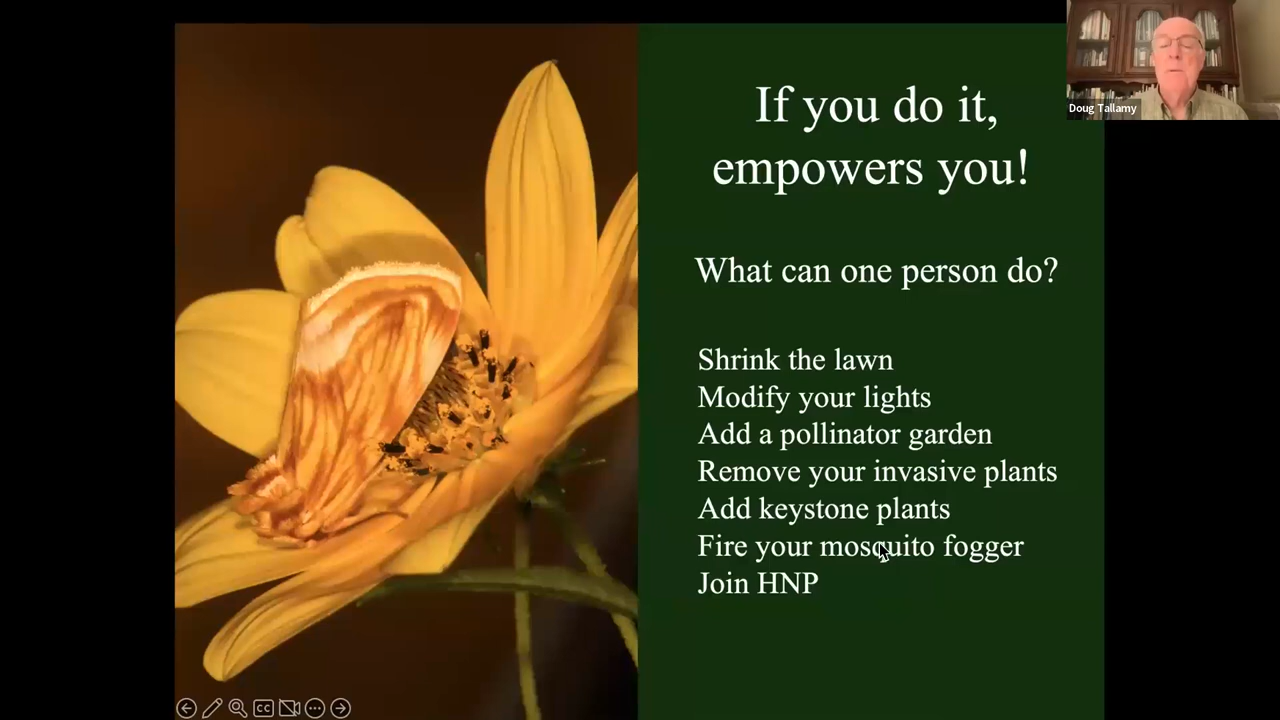 If you do it,
empowers you!
What can one person do?
Shrink the lawn
Modify your lights
Add a pollinator garden
Remove your invasive plants
Add keystone plants
Fire your mosquito fogger
Join HNP
Doug Tallamy
CC